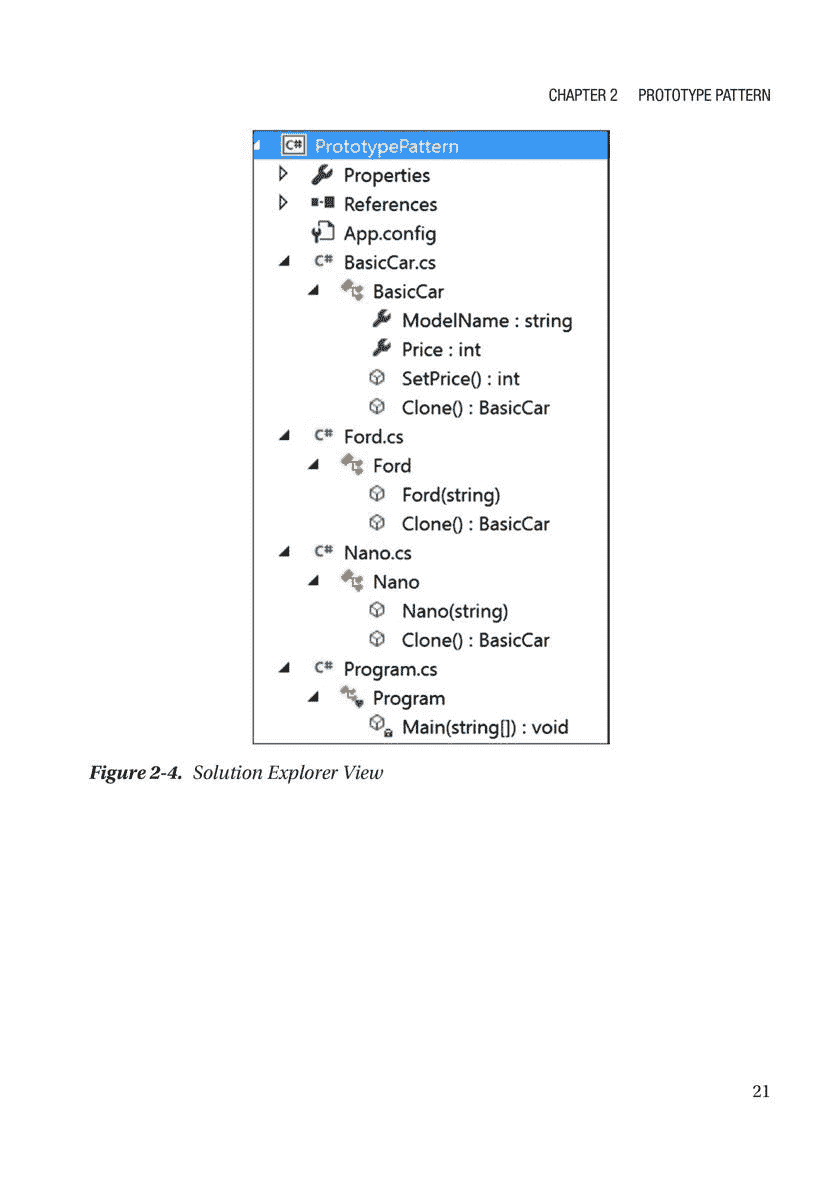 CHAPTER 2 PROTOTYPE PATTERN
C# PrototypePattern
Properties
References
App.config
C# BasicCar.cs
BasicCar
ModelName : string
Price : int
SetPrice() : int
Clone() : BasicCar
C# Ford.cs
Ford
Ford(string)
Clone() : BasicCar
C# Nano.cs
Nano
Nano(string)
Clone() : BasicCar
C# Program.cs
Program
Main(string[]) : void
Figure 2-4. Solution Explorer View
21